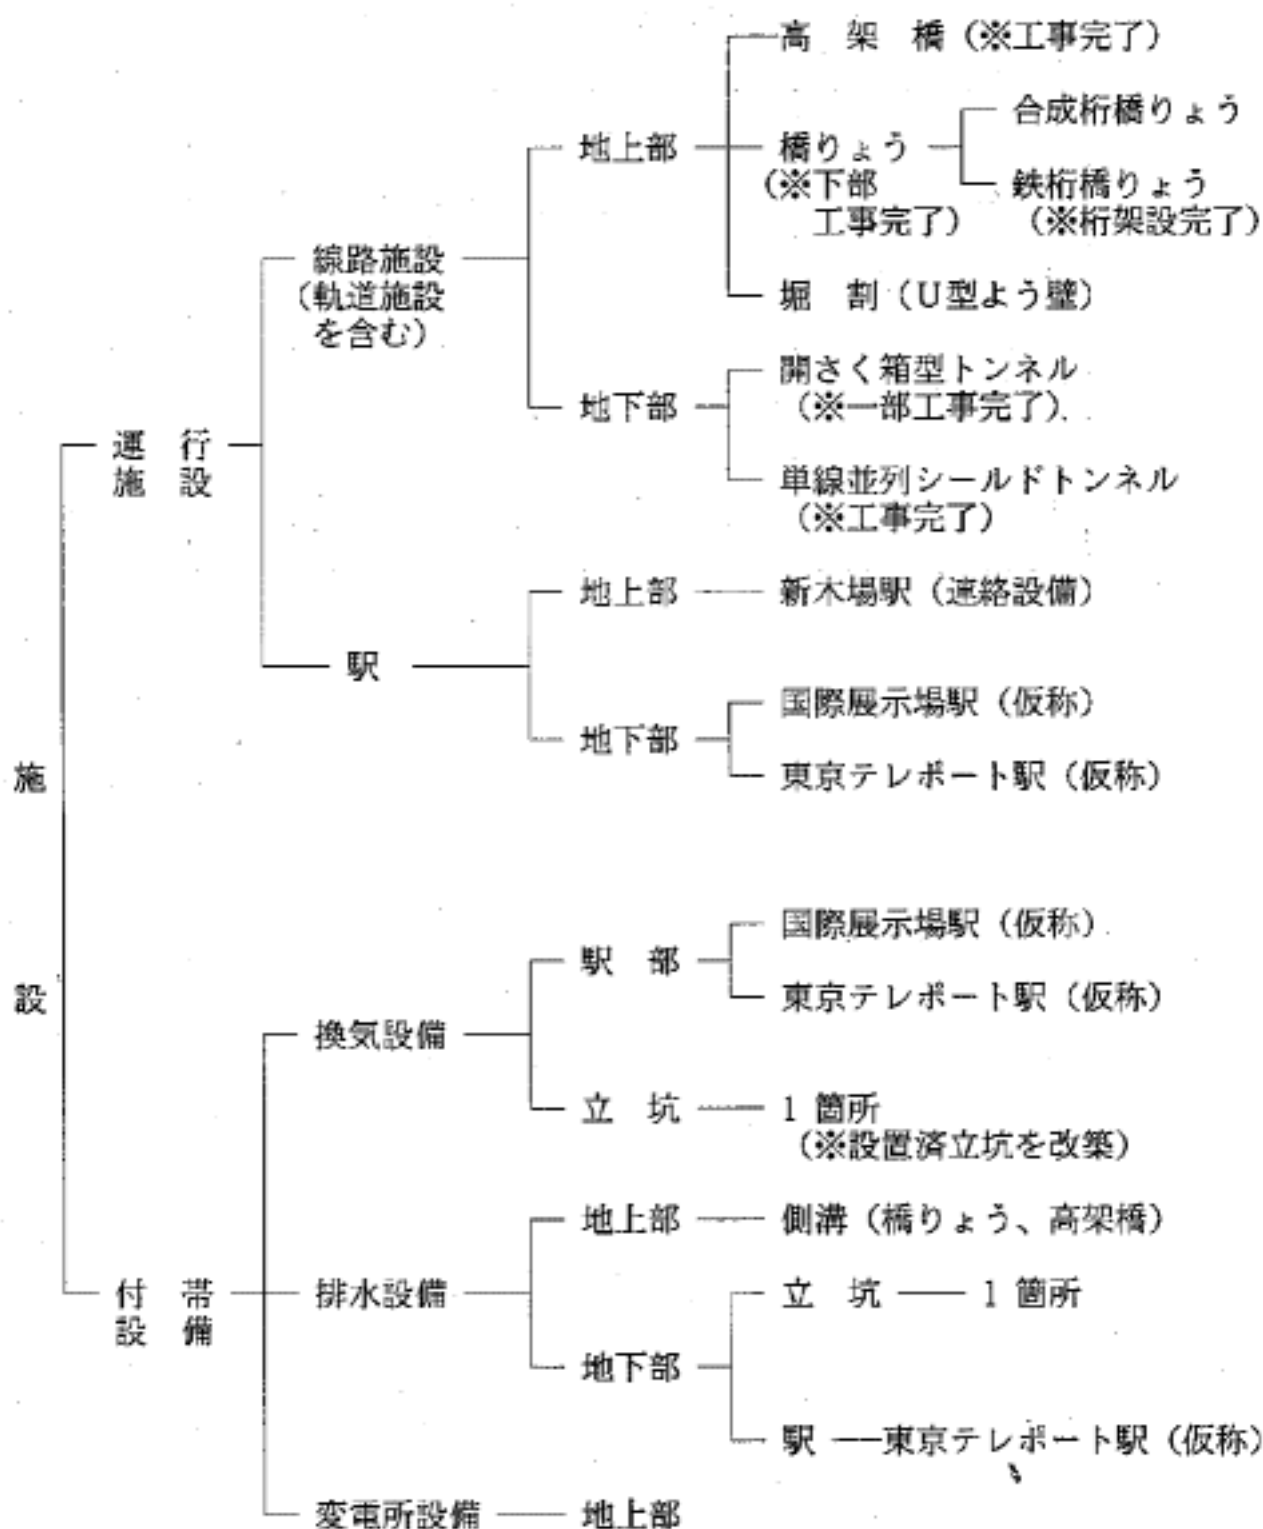 高架橋（※工事完了）
合成桁橋りょう
地上部
橋りょう
（※下部
工事完了）
鉄桁橋りょう
（※桁架設完了）
線路施設
（軌道施設
を含む）
堀割（U型よう壁）
開さく箱型トンネル
（※一部工事完了）
地下部
運行
施設
単線並列シールドトンネル
（※工事完了）
地上部
新木場駅（連絡設備）
駅
国際展示場駅（仮称）
地下部
東京テレポート駅（仮称）
施設
国際展示場駅（仮称）
駅部
東京テレポート駅（仮称）
換気設備
立坑
1箇所
（※設置済立坑を改築）
地上部
側溝（橋りょう、高架橋）
付帯
設備
排水設備
立坑
1箇所
地下部
駅
東京テレポート駅（仮称）
変電所設備
地上部